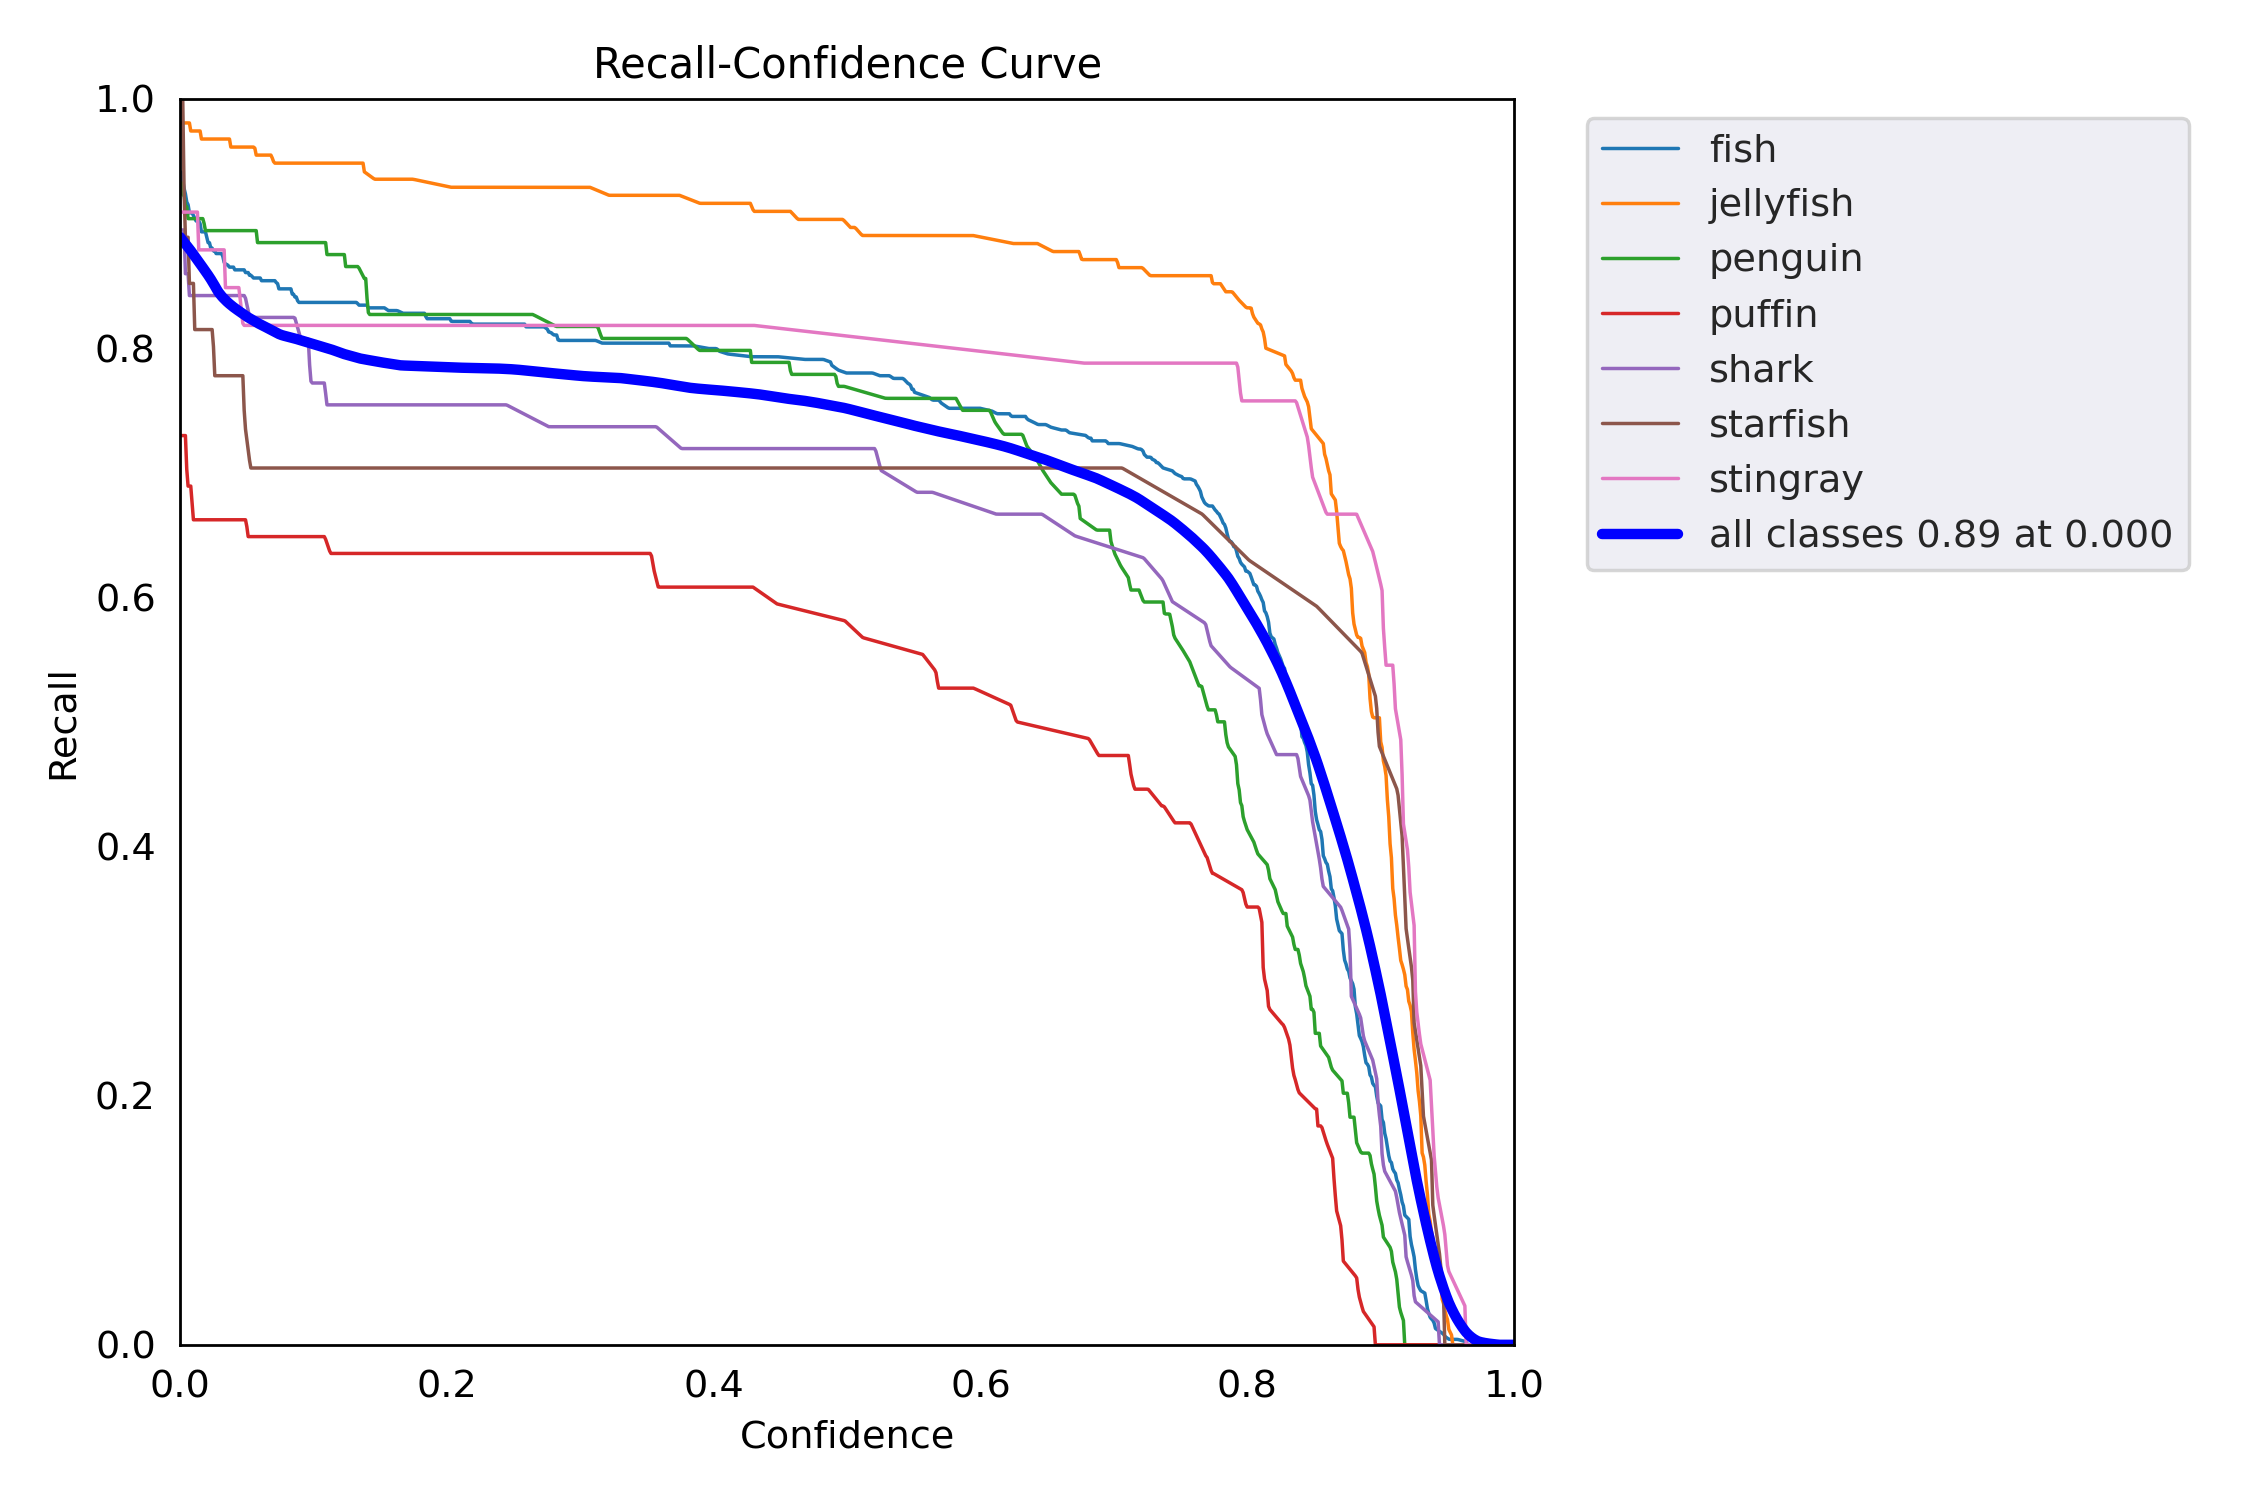 Recall-Confidence Curve
1.0
0.8
0.6
0.4
0.2
0.0
Recall
0.0 0.2 0.4 0.6 0.8 1.0
Confidence
fish
jellyfish
penguin
puffin
shark
starfish
stingray
all classes 0.89 at 0.000